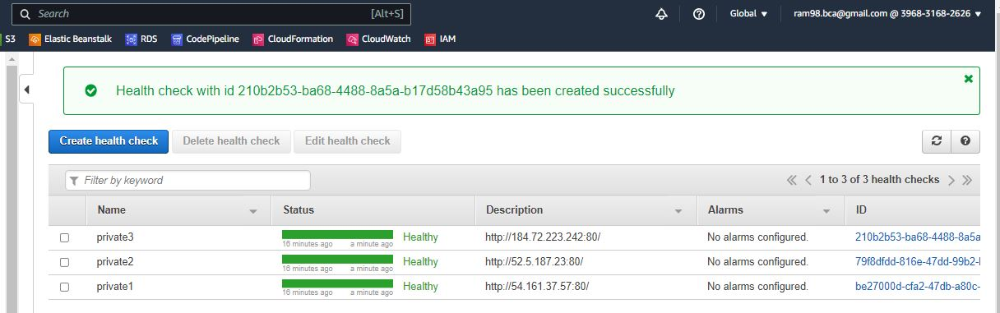 Search [Alt+S] Global ram98.bca@gmail.com @ 3968-3168-2626
S3 Elastic Beanstalk RDS CodePipeline CloudFormation CloudWatch IAM
Health check with id 210b2b53-ba68-4488-8a5a-b17d58b43a95 has been created successfully
Create health check Delete health check Edit health check
Filter by keyword 1 to 3 of 3 health checks
Name Status Description Alarms ID
private3 Healthy http://184.72.223.242:80/ No alarms configured. 210b2b53-ba68-4488-8a5a
16 minutes ago a minute ago
private2 Healthy http://52.5.187.23:80/ No alarms configured. 79f8dfdd-816e-47dd-99b2-
16 minutes ago a minute ago
private1 Healthy http://54.161.37.57:80/ No alarms configured. be27000d-cfa2-47db-a80c-
16 minutes ago a minute ago